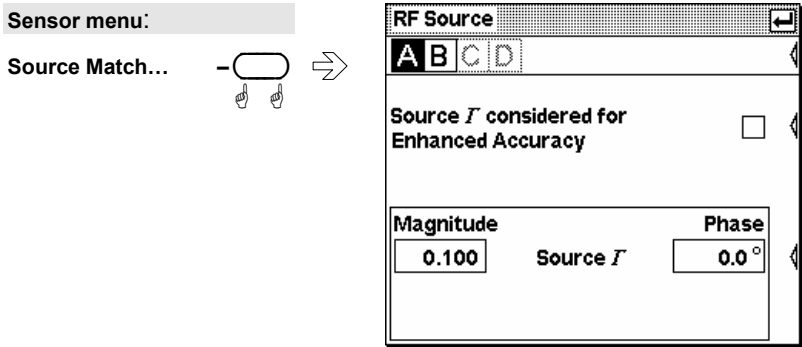 Sensor menu:
Source Match...
RF Source
A B C D
Source Γ considered for
Enhanced Accuracy
Magnitude Phase
0.100 Source Γ 0.0 °